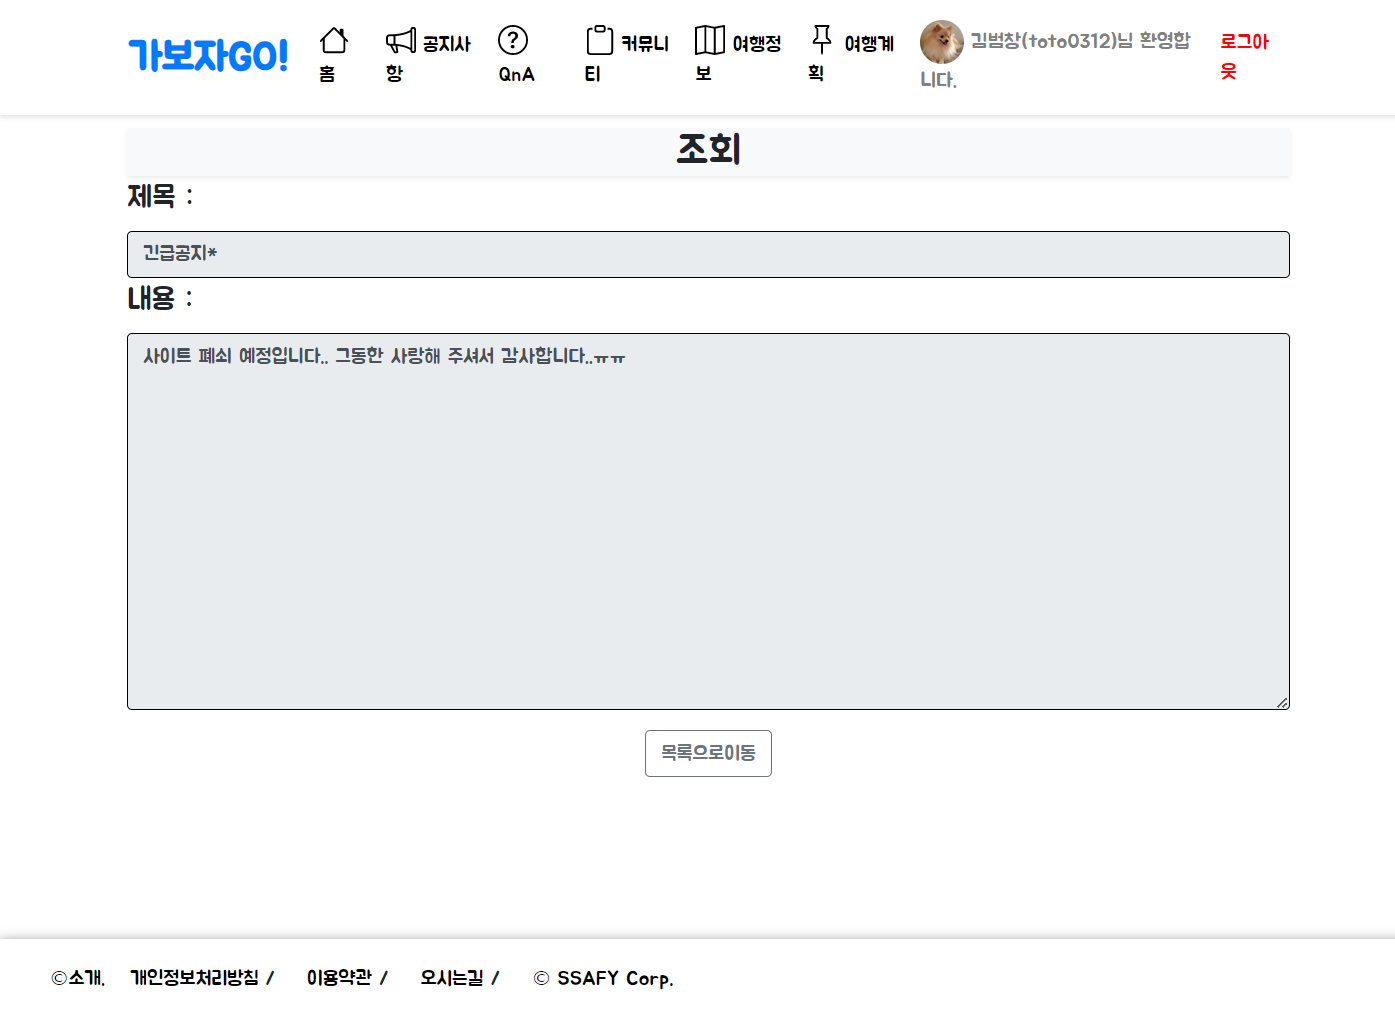 가보자GO!
홈
공지사
항
QnA
커뮤니
티
여행정
보
여행계
획
김범창(toto0312)님 환영합
니다.
로그아
웃
조회
제목 :
긴급공지*
내용 :
사이트 폐쇠 예정입니다.. 그동한 사랑해 주셔서 감사합니다..ㅠㅠ
목록으로이동
©소개. 개인정보처리방침 / 이용약관 / 오시는길 / © SSAFY Corp.